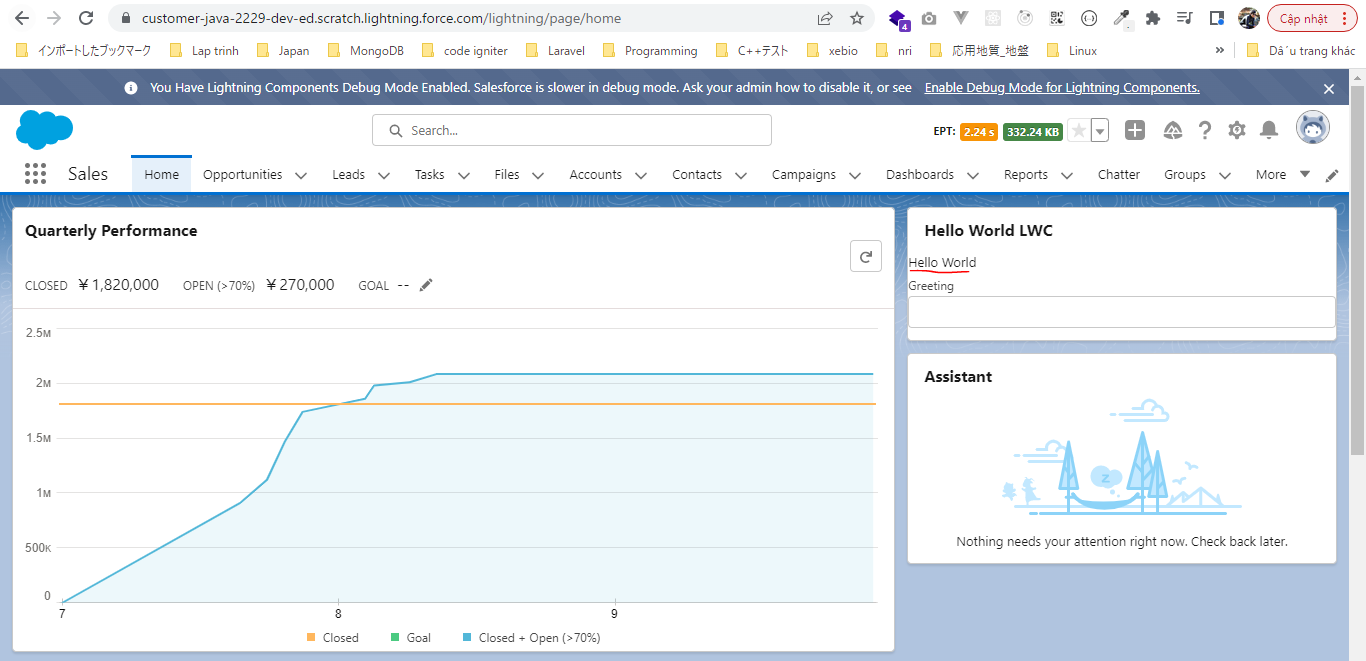 customer-java-2229-dev-ed.scratch.lightning.force.com/lightning/page/home
4
Cập nhật
インポートしたブックマーク Lap trinh Japan MongoDB code igniter Laravel Programming C++テスト xebio nri 応用地質_地盤 Linux » Dấu trang khác
You Have Lightning Components Debug Mode Enabled. Salesforce is slower in debug mode. Ask your admin how to disable it, or see Enable Debug Mode for Lightning Components.
Search...
EPT: 2.24 s 332.24 KB
Sales Home Opportunities Leads Tasks Files Accounts Contacts Campaigns Dashboards Reports Chatter Groups More
Quarterly Performance
CLOSED ¥ 1,820,000 OPEN (>70%) ¥ 270,000 GOAL --
2.5M
2M
1.5M
1M
500K
0
7 8 9
Closed Goal Closed + Open (>70%)
Hello World LWC
Hello World
Greeting
Assistant
z
Nothing needs your attention right now. Check back later.